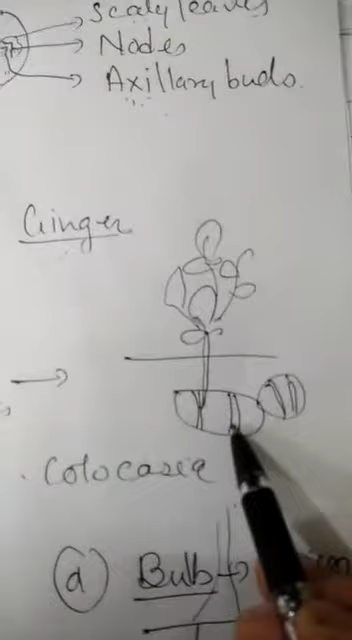 Scaly leaves
Nodes
Axillary buds.
Ginger
Colocasia
(d) Bulb →